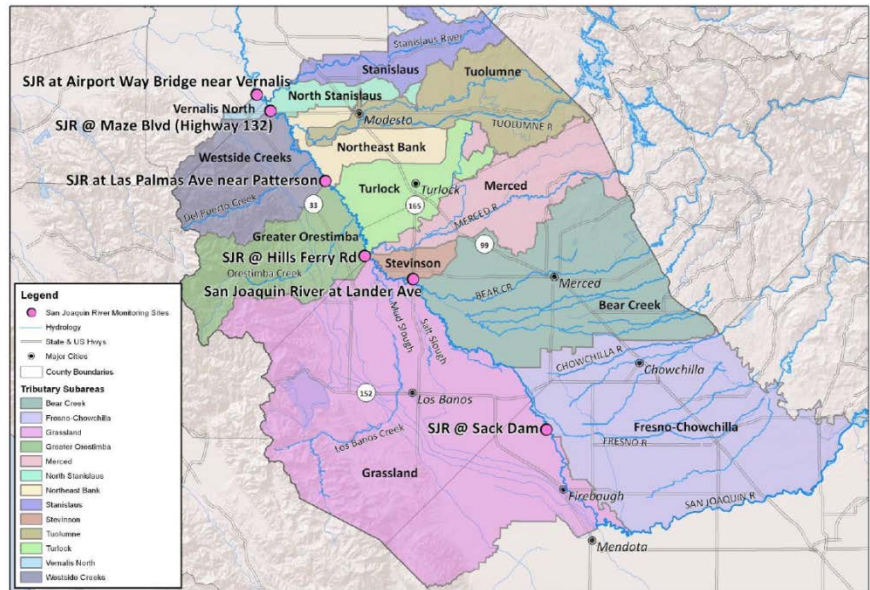 Stanislaus River
Stanislaus
Tuolumne
SJR at Airport Way Bridge near Vernalis
North Stanislaus
Vernalis North
SJR @ Maze Blvd (Highway 132)
Modesto
TUOLUMNE R
Northeast Bank
Westside Creeks
SJR at Las Palmas Ave near Patterson
Turlock
Turlock
Merced
Del Puerto Creek
33
165
MERCED R
Greater Orestimba
99
SJR @ Hills Ferry Rd
Stevinson
Orestimba Creek
San Joaquin River at Lander Ave
BEAR CR
Merced
Bear Creek
Mud Slough
Salt Slough
CHOWCHILLA R
Chowchilla
152
Los Banos
Los Banos Creek
SJR @ Sack Dam
Fresno-Chowchilla
FRESNO R
Grassland
Firebaugh
SAN JOAQUIN R
Mendota
Legend
San Joaquin River Monitoring Sites
Hydrology
State & US Hwys
Major Cities
County Boundaries
Tributary Subareas
Bear Creek
Fresno-Chowchilla
Grassland
Greater Orestimba
Merced
North Stanislaus
Northeast Bank
Stanislaus
Stevinson
Tuolumne
Turlock
Vernalis North
Westside Creeks